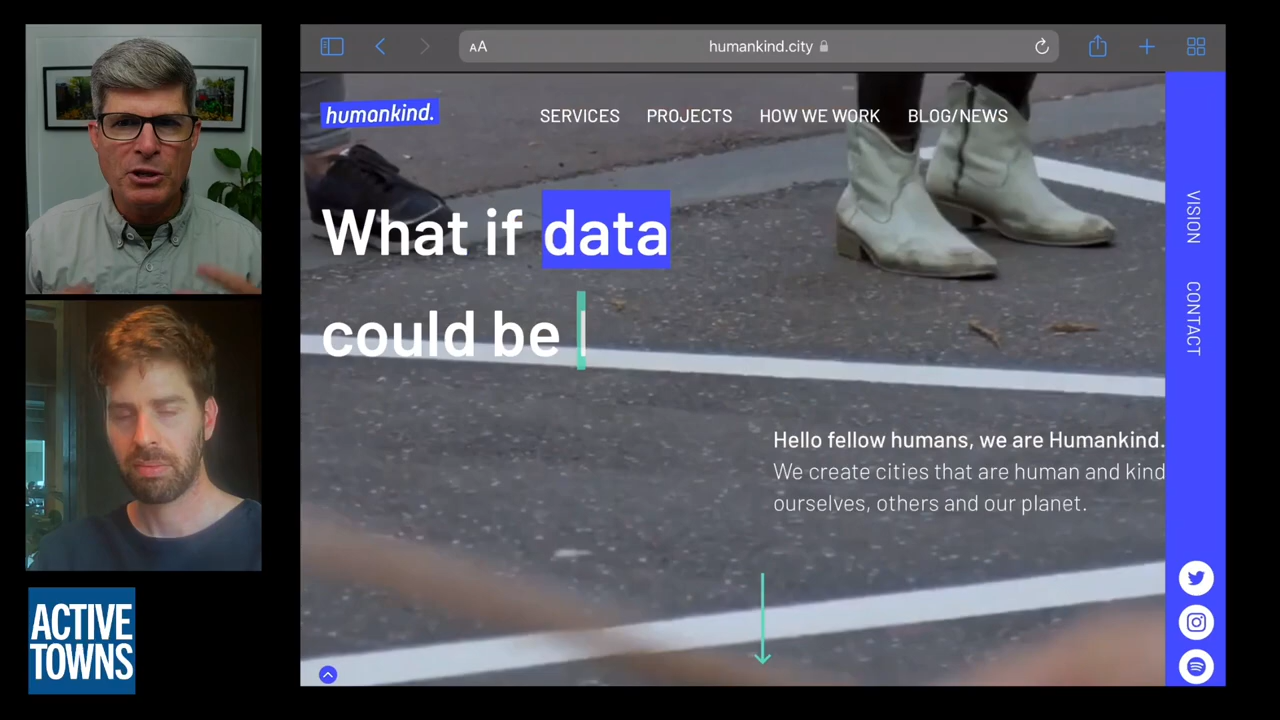 AA
humankind.city
humankind.
SERVICES
PROJECTS
HOW WE WORK
BLOG/NEWS
What if data
could be
Hello fellow humans, we are Humankind.
We create cities that are human and kind
ourselves, others and our planet.
VISION
CONTACT
ACTIVE
TOWNS